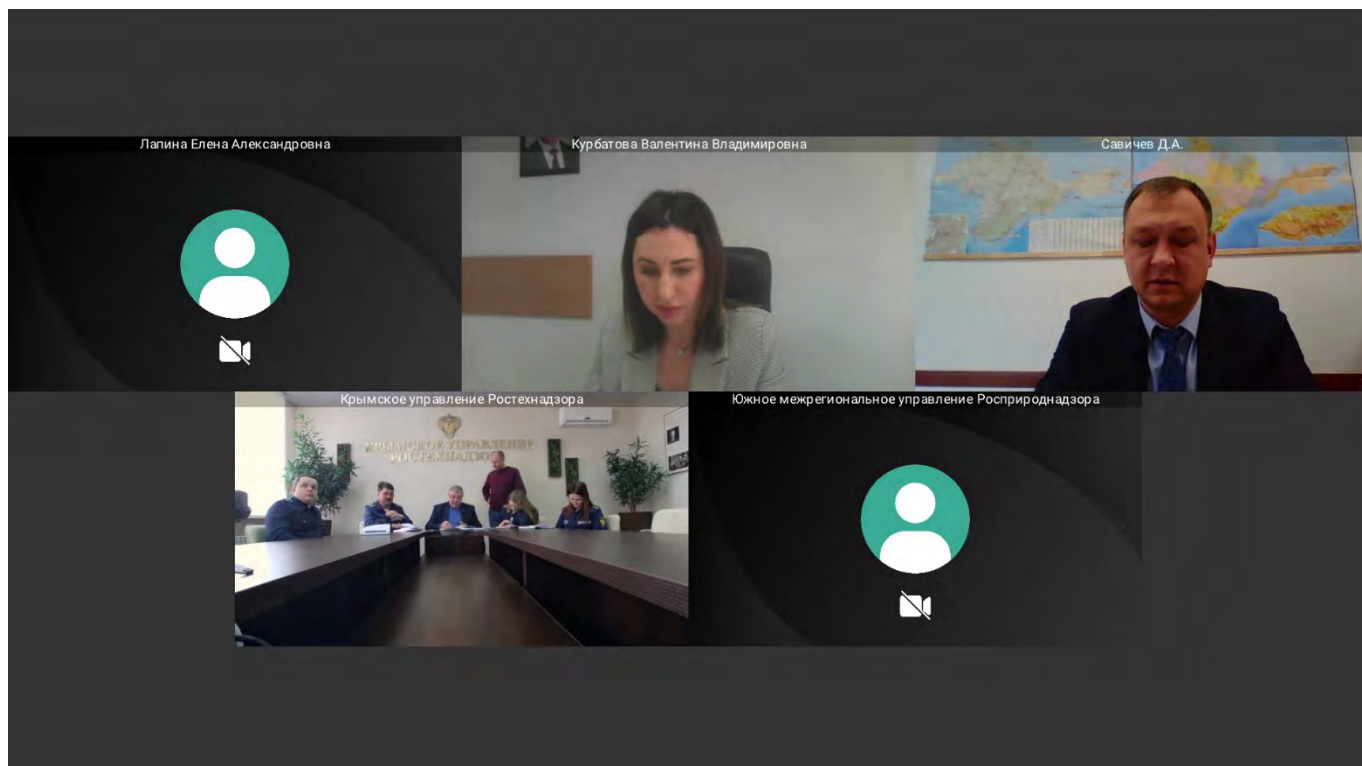 Лапина Елена Александровна
Курбатова Валентина Владимировна
Савичев Д.А.
Крымское управление Ростехнадзора
Южное межрегиональное управление Росприроднадзора
КРЫМСКОЕ УПРАВЛЕНИЕ
РОСТЕХНАДЗОРА